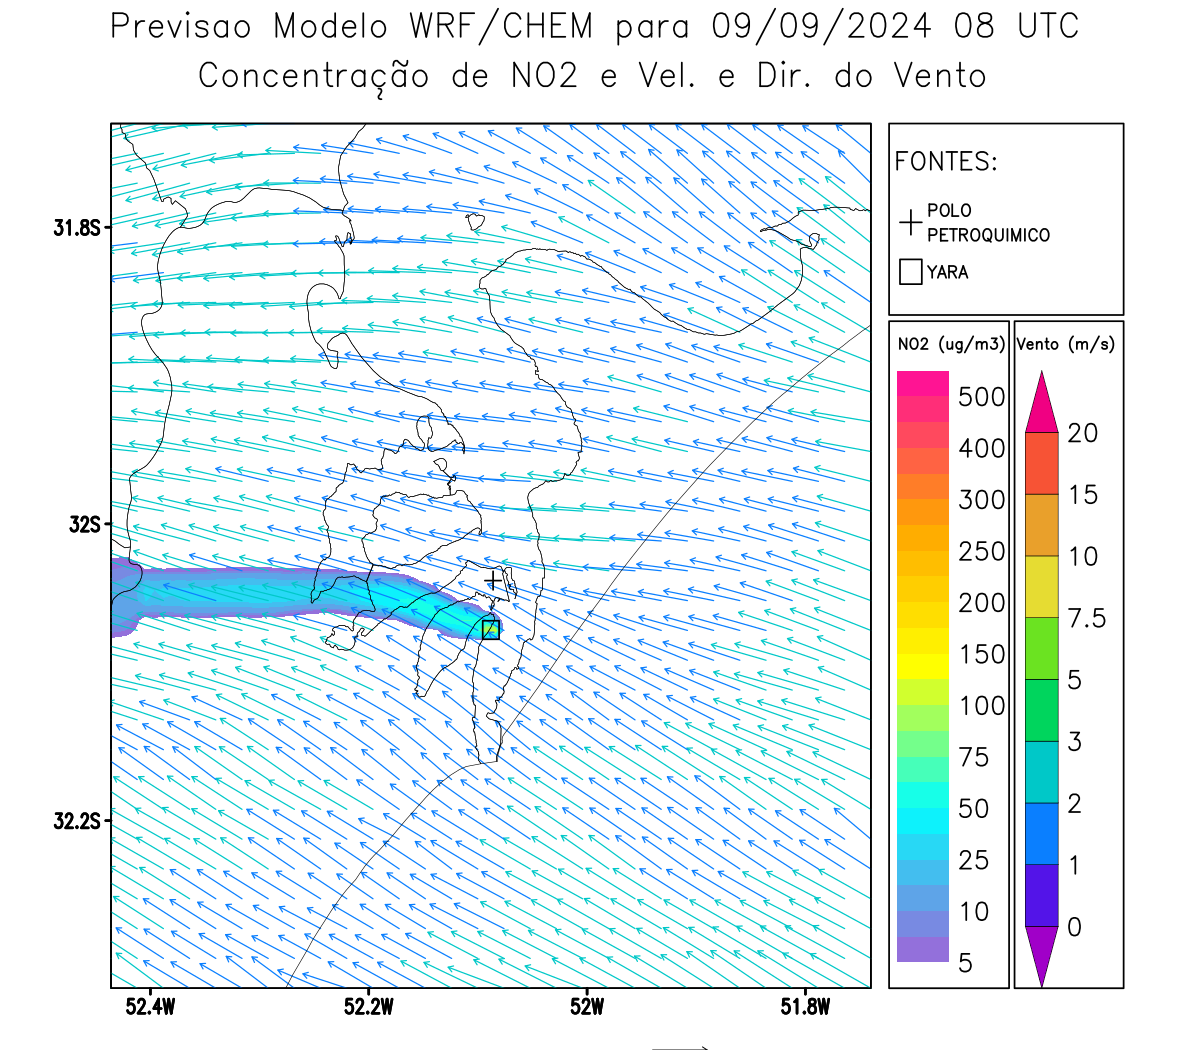 Previsao Modelo WRF/CHEM para 09/09/2024 08 UTC
Concentração de NO2 e Vel. e Dir. do Vento
FONTES:
POLO
PETROQUIMICO
YARA
NO2 (ug/m3)
500
400
300
250
200
150
100
75
50
25
10
5
Vento (m/s)
20
15
10
7.5
5
3
2
1
0
31.8S
32S
32.2S
52.4W
52.2W
52W
51.8W